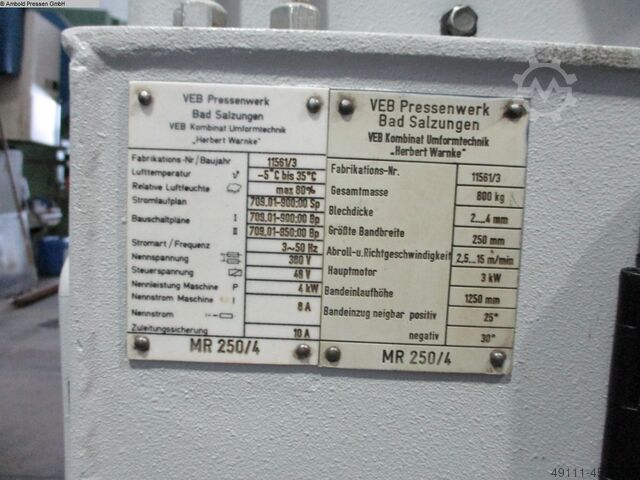 © Ambold Pressen GmbH
VEB Pressenwerk
Bad Salzungen
VEB Kombinat Umformtechnik
„Herbert Warnke"
Fabrikations-Nr/Baujahr 11561/3
Lufttemperatur -5°C bis 35°C
Relative Luftfeuchte max 80%
Stromlaufplan 709.01-900:00 Sp
Bauschaltpläne I 709.01-900:00 Bp
II 709.01-850:00 Bp
Stromart / Frequenz 3~50 Hz
Nennspannung 380 V
Steuerspannung 48 V
Nennleistung Maschine P 4 kW
Nennstrom Maschine I 8 A
Nennstrom
Zuleitungssicherung 10 A
MR 250/4
VEB Pressenwerk
Bad Salzungen
VEB Kombinat Umformtechnik
„Herbert Warnke"
Fabrikations-Nr. 11561/3
Gesamtmasse 800 kg
Blechdicke 2...4 mm
Größte Bandbreite 250 mm
Abroll-u.Richtgeschwindigkeit 2,5...15 m/min
Hauptmotor 3 kW
Bandeinlaufhöhe 1250 mm
Bandeinzug neigbar positiv 25°
negativ 30°
MR 250/4